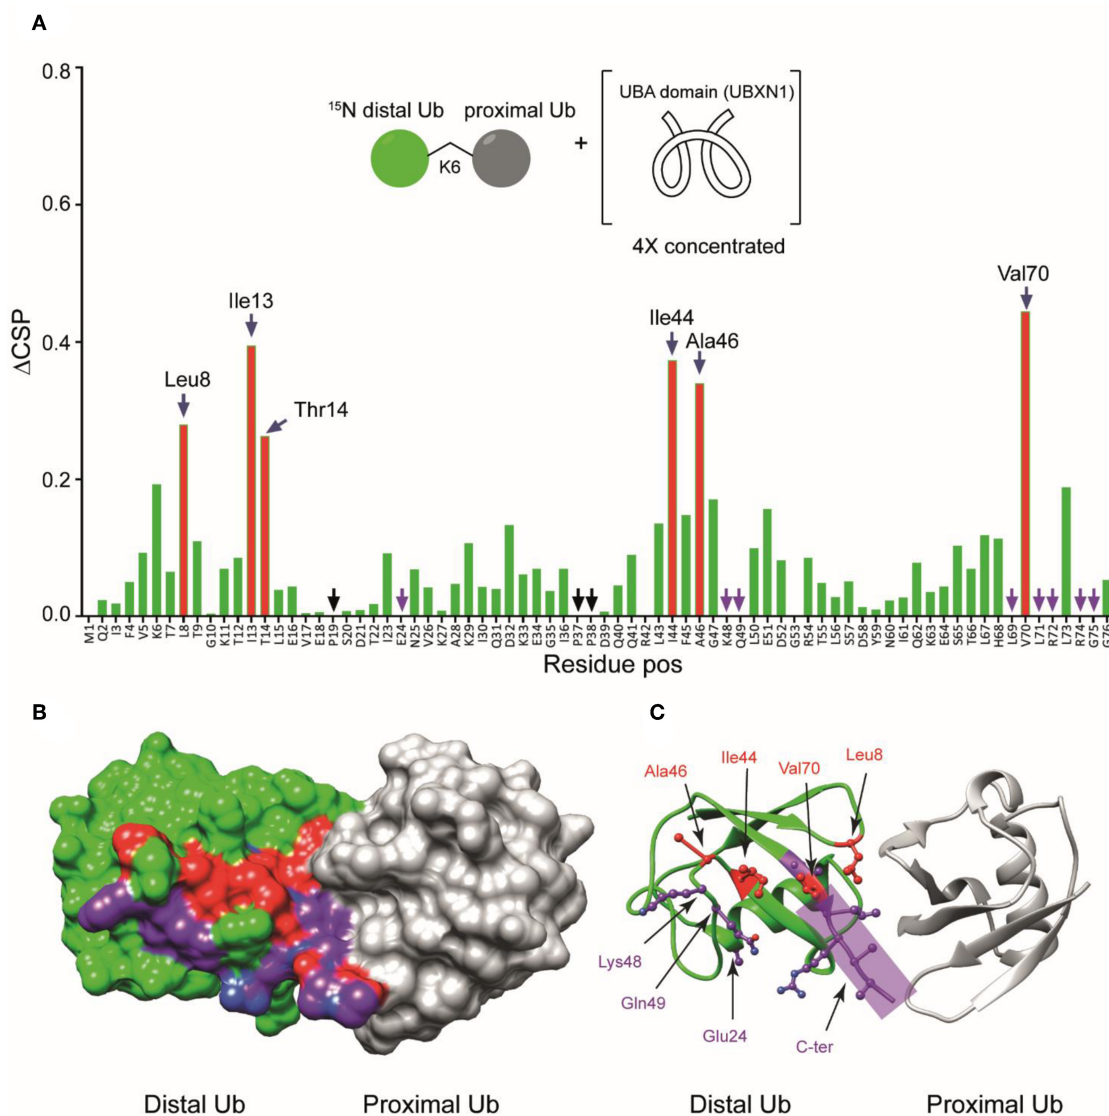 A
0.8
0.6
0.4
0.2
0.0
ΔCSP
15N distal Ub proximal Ub
K6
+
UBA domain (UBXN1)
4X concentrated
Leu8
Ile13
Thr14
Ile44
Ala46
Val70
M1 Q2 I3 F4 V5 K6 T7 L8 T9 G10 K11 T12 I13 T14 L15 E16 V17 E18 P19 S20 D21 T22 I23 E24 N25 V26 K27 A28 K29 I30 Q31 D32 K33 E34 G35 I36 P37 P38 D39 Q40 Q41 R42 L43 I44 F45 A46 G47 K48 Q49 L50 E51 D52 G53 R54 T55 L56 S57 D58 Y59 N60 I61 Q62 K63 E64 S65 T66 L67 H68 L69 V70 L71 R72 L73 R74 G75 G76
Residue pos
B
Distal Ub Proximal Ub
C
Ala46
Ile44
Val70
Leu8
Lys48
Gln49
Glu24
C-ter
Distal Ub Proximal Ub